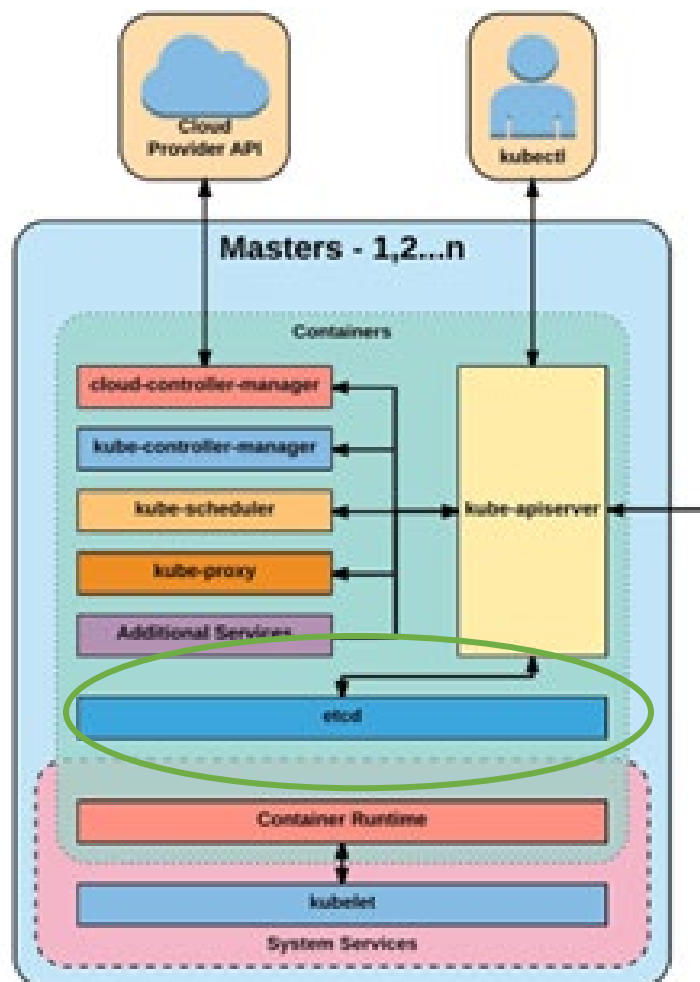 Cloud
Provider API
kubectl
Masters - 1,2...n
Containers
cloud-controller-manager
kube-controller-manager
kube-scheduler
kube-apiserver
kube-proxy
Additional Services
etcd
Container Runtime
kubelet
System Services